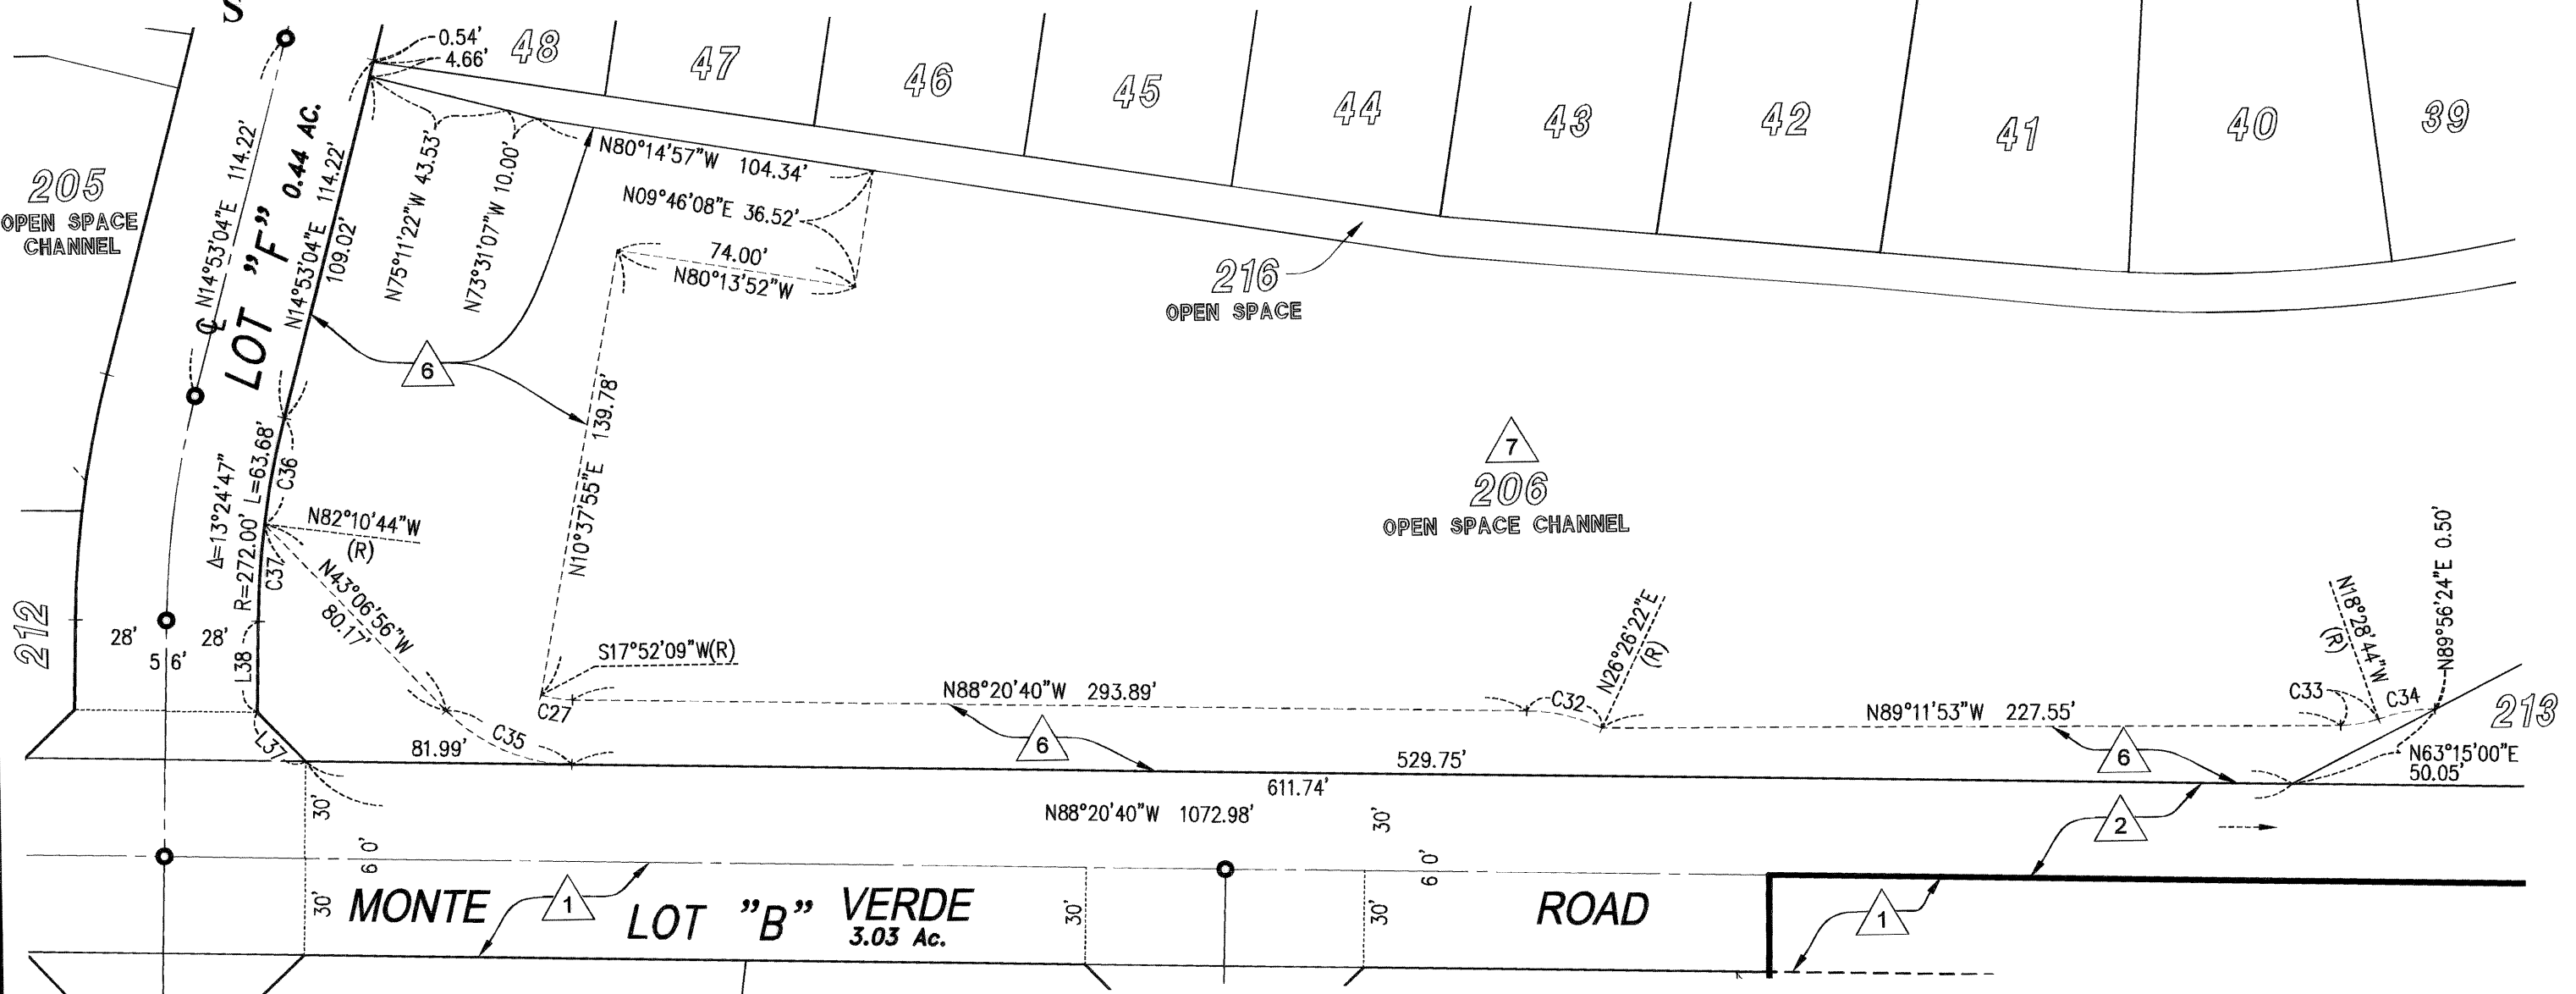 S
0.54'
4.66'
48
47
46
45
44
43
42
41
40
39
205
OPEN SPACE
CHANNEL
℄ N14°53'04"E 114.22'
LOT "F" 0.44 AC.
N14°53'04"E 114.22'
109.02'
N75°11'22"W 43.53'
N73°31'07"W 10.00'
N80°14'57"W 104.34'
N09°46'08"E 36.52'
74.00'
N80°13'52"W
216
OPEN SPACE
6
N10°37'55"E 139.78'
7
206
OPEN SPACE CHANNEL
Δ=13°24'47"
R=272.00' L=63.68'
C36
C37
N82°10'44"W
(R)
N43°06'56"W
80.17'
212
28'
28'
56'
L38
L37
S17°52'09"W(R)
C27
C35
81.99'
N88°20'40"W 293.89'
6
C32
N26°26'22"E
(R)
N89°11'53"W 227.55'
C33
C34
N18°28'44"W
(R)
N89°56'24"E 0.50'
213
6
N63°15'00"E
50.05'
529.75'
611.74'
N88°20'40"W 1072.98'
30'
30'
2
60'
60'
30'
30'
30'
1
1
MONTE VERDE ROAD
LOT "B"
3.03 Ac.